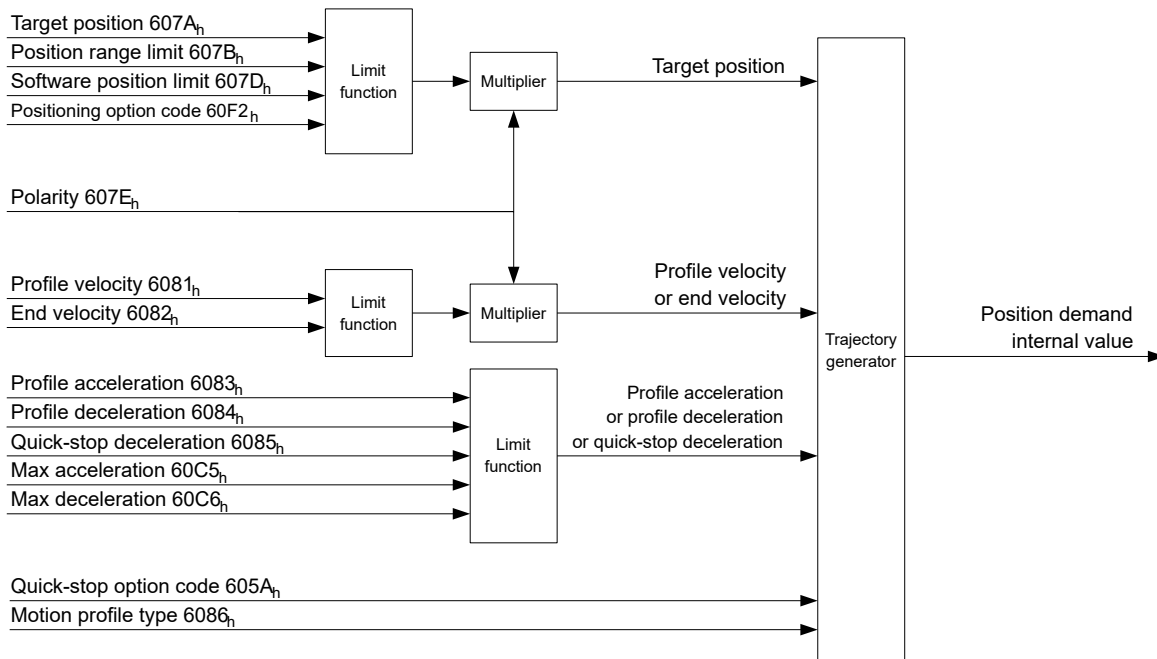 Target position 607Ah
Position range limit 607Bh
Software position limit 607Dh
Positioning option code 60F2h
Limit
function
Multiplier
Target position
Polarity 607Eh
Profile velocity 6081h
End velocity 6082h
Limit
function
Multiplier
Profile velocity
or end velocity
Trajectory
generator
Position demand
internal value
Profile acceleration 6083h
Profile deceleration 6084h
Quick-stop deceleration 6085h
Max acceleration 60C5h
Max deceleration 60C6h
Limit
function
Profile acceleration
or profile deceleration
or quick-stop deceleration
Quick-stop option code 605Ah
Motion profile type 6086h